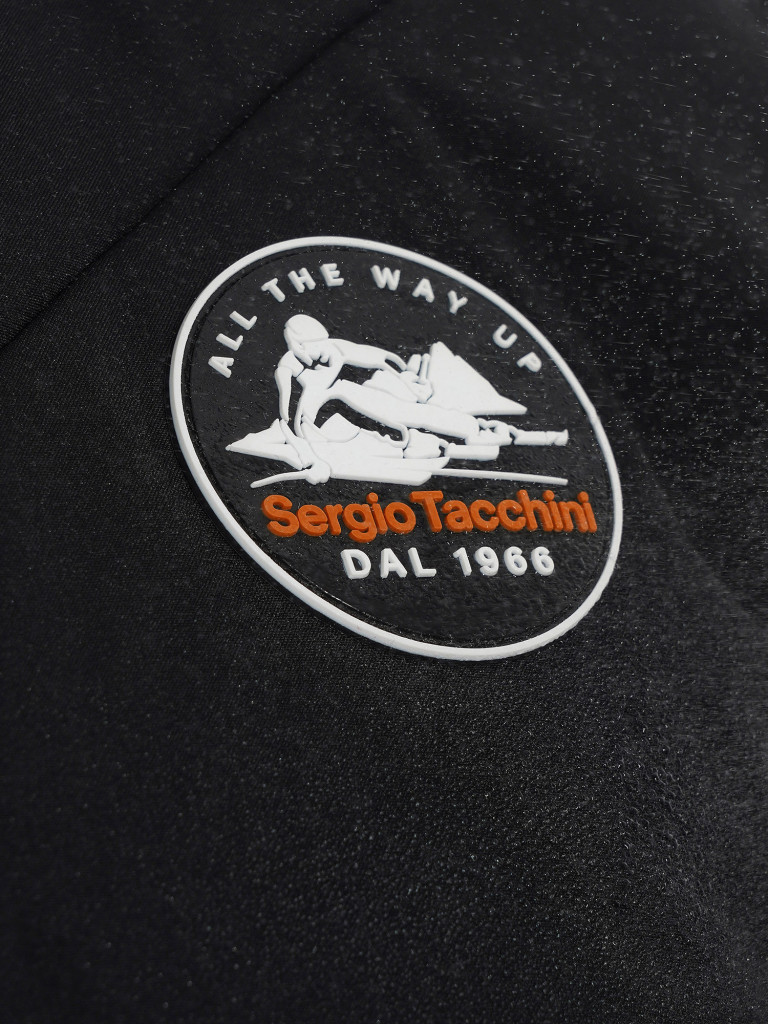 ALL THE WAY UP
Sergio Tacchini
DAL 1966